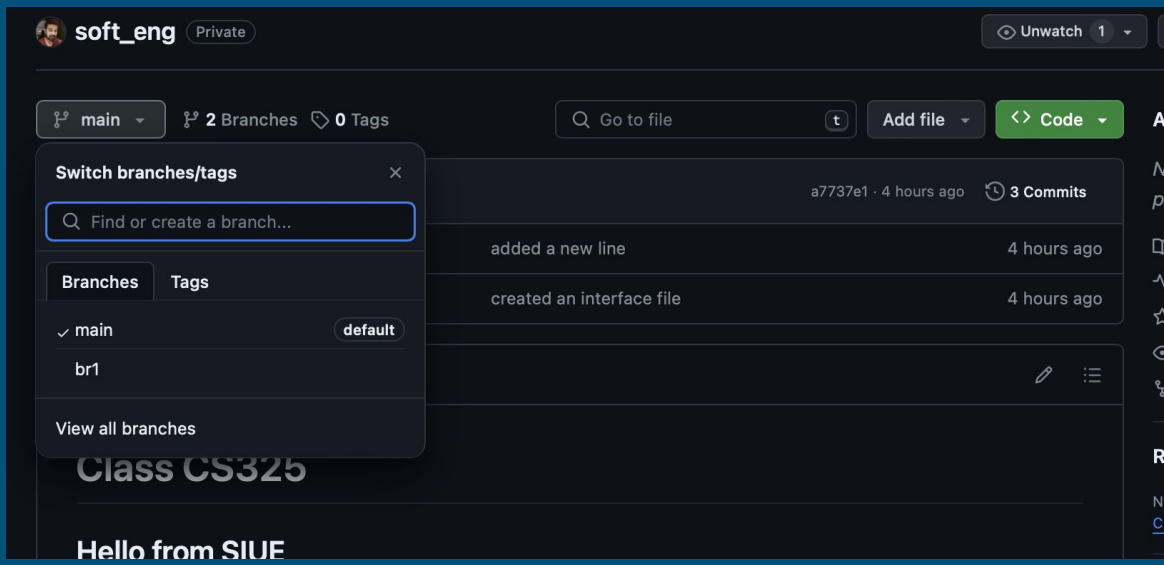 soft_eng Private Unwatch 1
main 2 Branches 0 Tags Go to file t Add file Code
Switch branches/tags
a7737e1 · 4 hours ago 3 Commits
Find or create a branch...
added a new line 4 hours ago
Branches Tags
created an interface file 4 hours ago
main default
br1
View all branches
Class CS325
Hello from SIUE